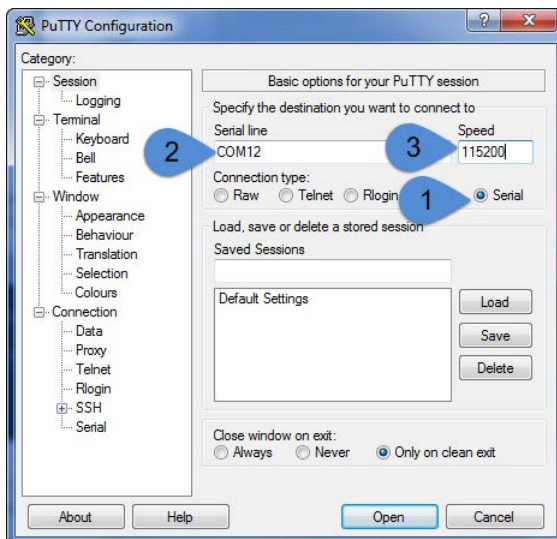 PuTTY Configuration
Category:
Session
Logging
Terminal
Keyboard
Bell
Features
Window
Appearance
Behaviour
Translation
Selection
Colours
Connection
Data
Proxy
Telnet
Rlogin
SSH
Serial
Basic options for your PuTTY session
Specify the destination you want to connect to
Serial line Speed
2 COM12 3 115200
Connection type:
Raw Telnet Rlogin 1 Serial
Load, save or delete a stored session
Saved Sessions
Default Settings
Load
Save
Delete
Close window on exit:
Always Never Only on clean exit
About Help Open Cancel